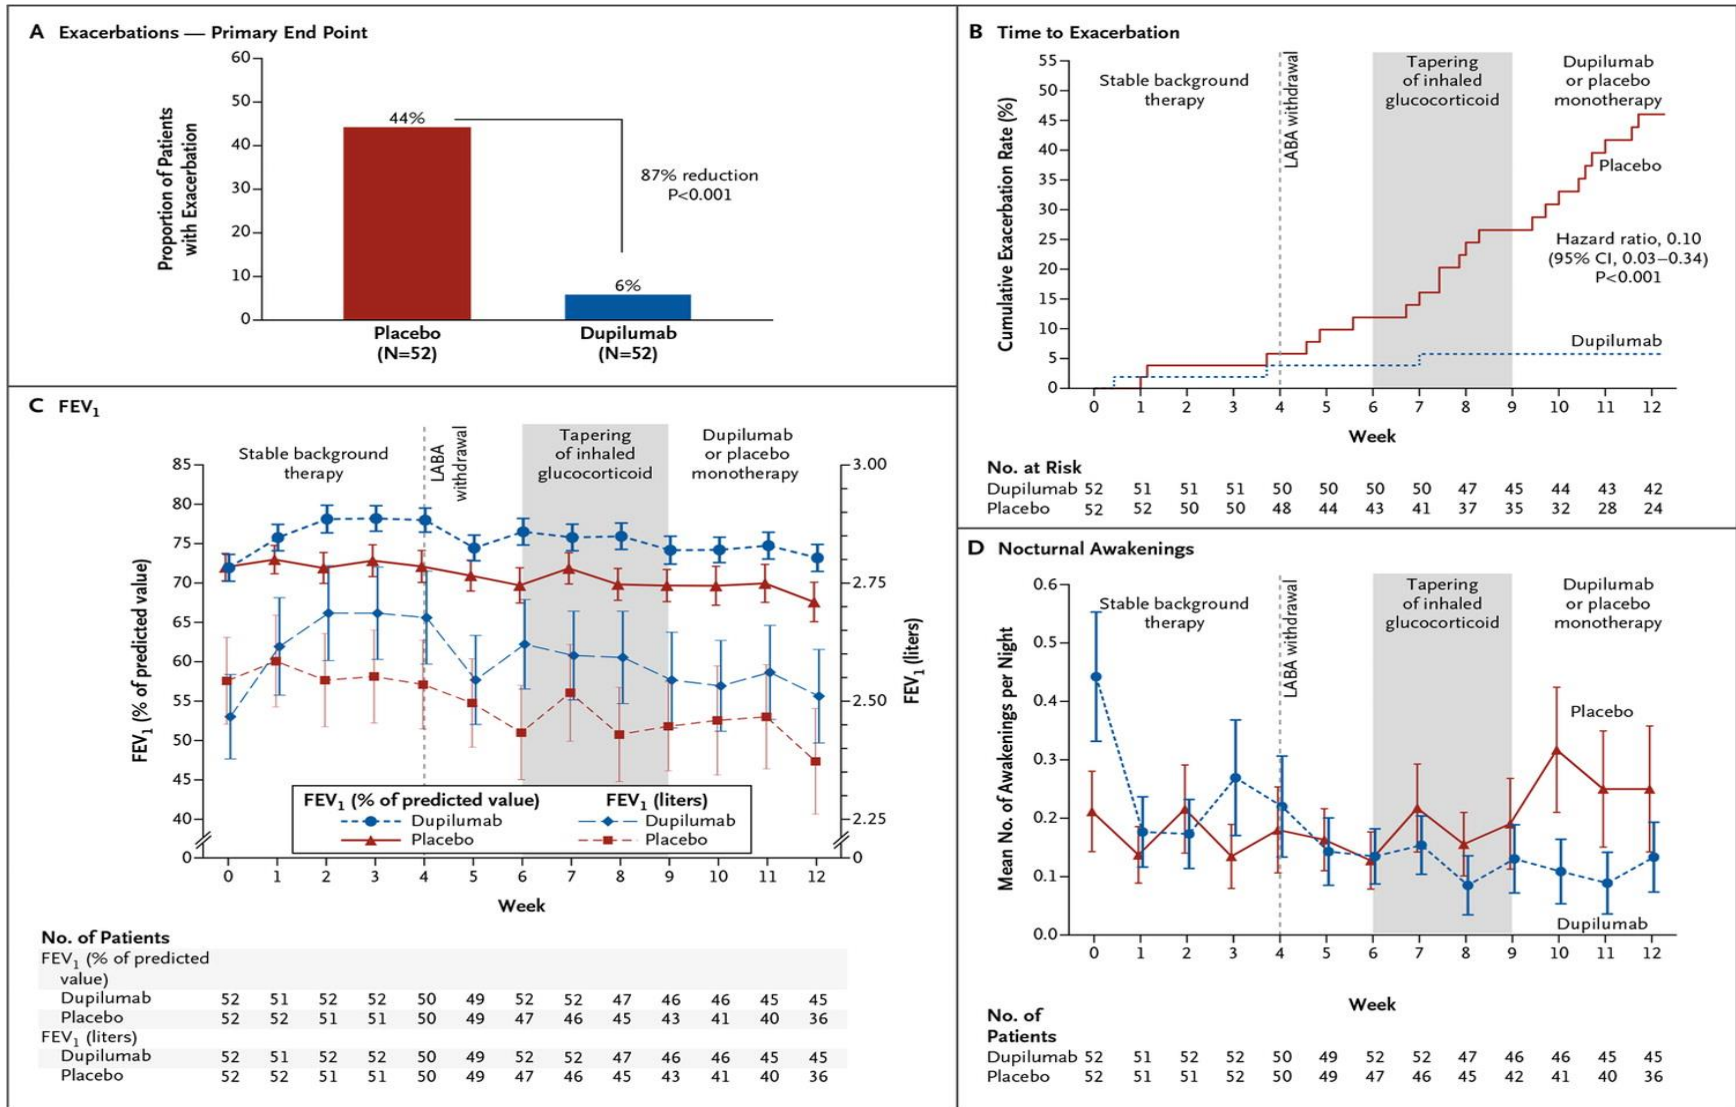 A Exacerbations — Primary End Point
Proportion of Patients
with Exacerbation
60
50
40
30
20
10
0
44%
6%
87% reduction
P<0.001
Placebo
(N=52)
Dupilumab
(N=52)
B Time to Exacerbation
Cumulative Exacerbation Rate (%)
55
50
45
40
35
30
25
20
15
10
5
0
Stable background
therapy
LABA withdrawal
Tapering
of inhaled
glucocorticoid
Dupilumab
or placebo
monotherapy
Placebo
Hazard ratio, 0.10
(95% CI, 0.03–0.34)
P<0.001
Dupilumab
0 1 2 3 4 5 6 7 8 9 10 11 12
Week
No. at Risk
Dupilumab 52 51 51 51 50 50 50 50 47 45 44 43 42
Placebo 52 52 50 50 48 44 43 41 37 35 32 28 24
C FEV1
FEV1 (% of predicted value)
85
80
75
70
65
60
55
50
45
40
0
Stable background
therapy
LABA
withdrawal
Tapering
of inhaled
glucocorticoid
Dupilumab
or placebo
monotherapy
3.00
2.75
2.50
2.25
0
FEV1 (liters)
FEV1 (% of predicted value) FEV1 (liters)
Dupilumab Dupilumab
Placebo Placebo
0 1 2 3 4 5 6 7 8 9 10 11 12
Week
No. of Patients
FEV1 (% of predicted
value)
Dupilumab 52 51 52 52 50 49 52 52 47 46 46 45 45
Placebo 52 52 51 51 50 49 47 46 45 43 41 40 36
FEV1 (liters)
Dupilumab 52 51 52 52 50 49 52 52 47 46 46 45 45
Placebo 52 52 51 51 50 49 47 46 45 43 41 40 36
D Nocturnal Awakenings
Mean No. of Awakenings per Night
0.6
0.5
0.4
0.3
0.2
0.1
0.0
Stable background
therapy
LABA withdrawal
Tapering
of inhaled
glucocorticoid
Dupilumab
or placebo
monotherapy
Placebo
Dupilumab
0 1 2 3 4 5 6 7 8 9 10 11 12
Week
No. of
Patients
Dupilumab 52 51 52 52 50 49 52 52 47 46 46 45 45
Placebo 52 51 51 52 50 49 47 46 45 42 41 40 36